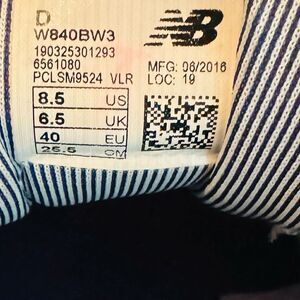 D
W840BW3
190325301293
6561080
PCLSM9524 VLR
NB
MFG: 06/2016
LOC: 19
8.5 US
6.5 UK
40 EU
25.5 CM